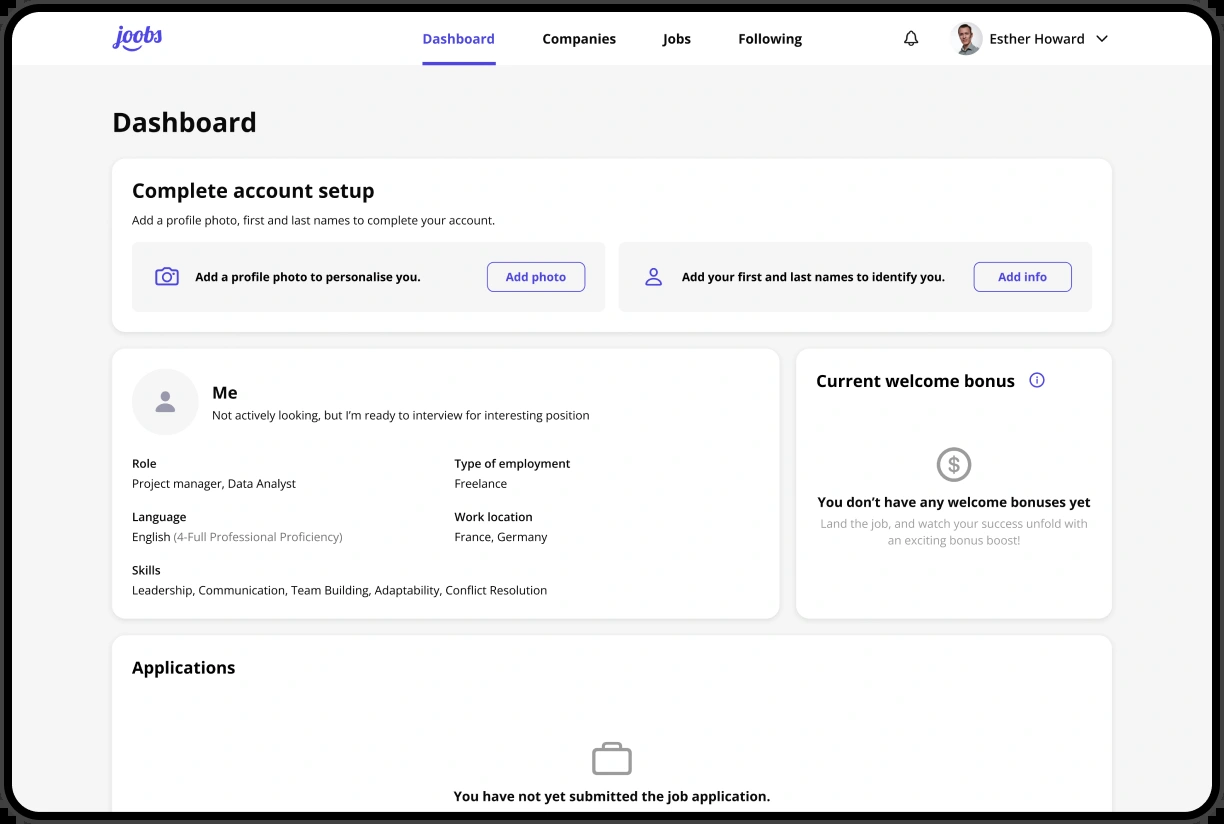 joobs
Dashboard
Companies
Jobs
Following
Esther Howard
Dashboard
Complete account setup
Add a profile photo, first and last names to complete your account.
Add a profile photo to personalise you.
Add photo
Add your first and last names to identify you.
Add info
Me
Not actively looking, but I’m ready to interview for interesting position
Role
Project manager, Data Analyst
Type of employment
Freelance
Language
English (4-Full Professional Proficiency)
Work location
France, Germany
Skills
Leadership, Communication, Team Building, Adaptability, Conflict Resolution
Current welcome bonus
You don’t have any welcome bonuses yet
Land the job, and watch your success unfold with
an exciting bonus boost!
Applications
You have not yet submitted the job application.